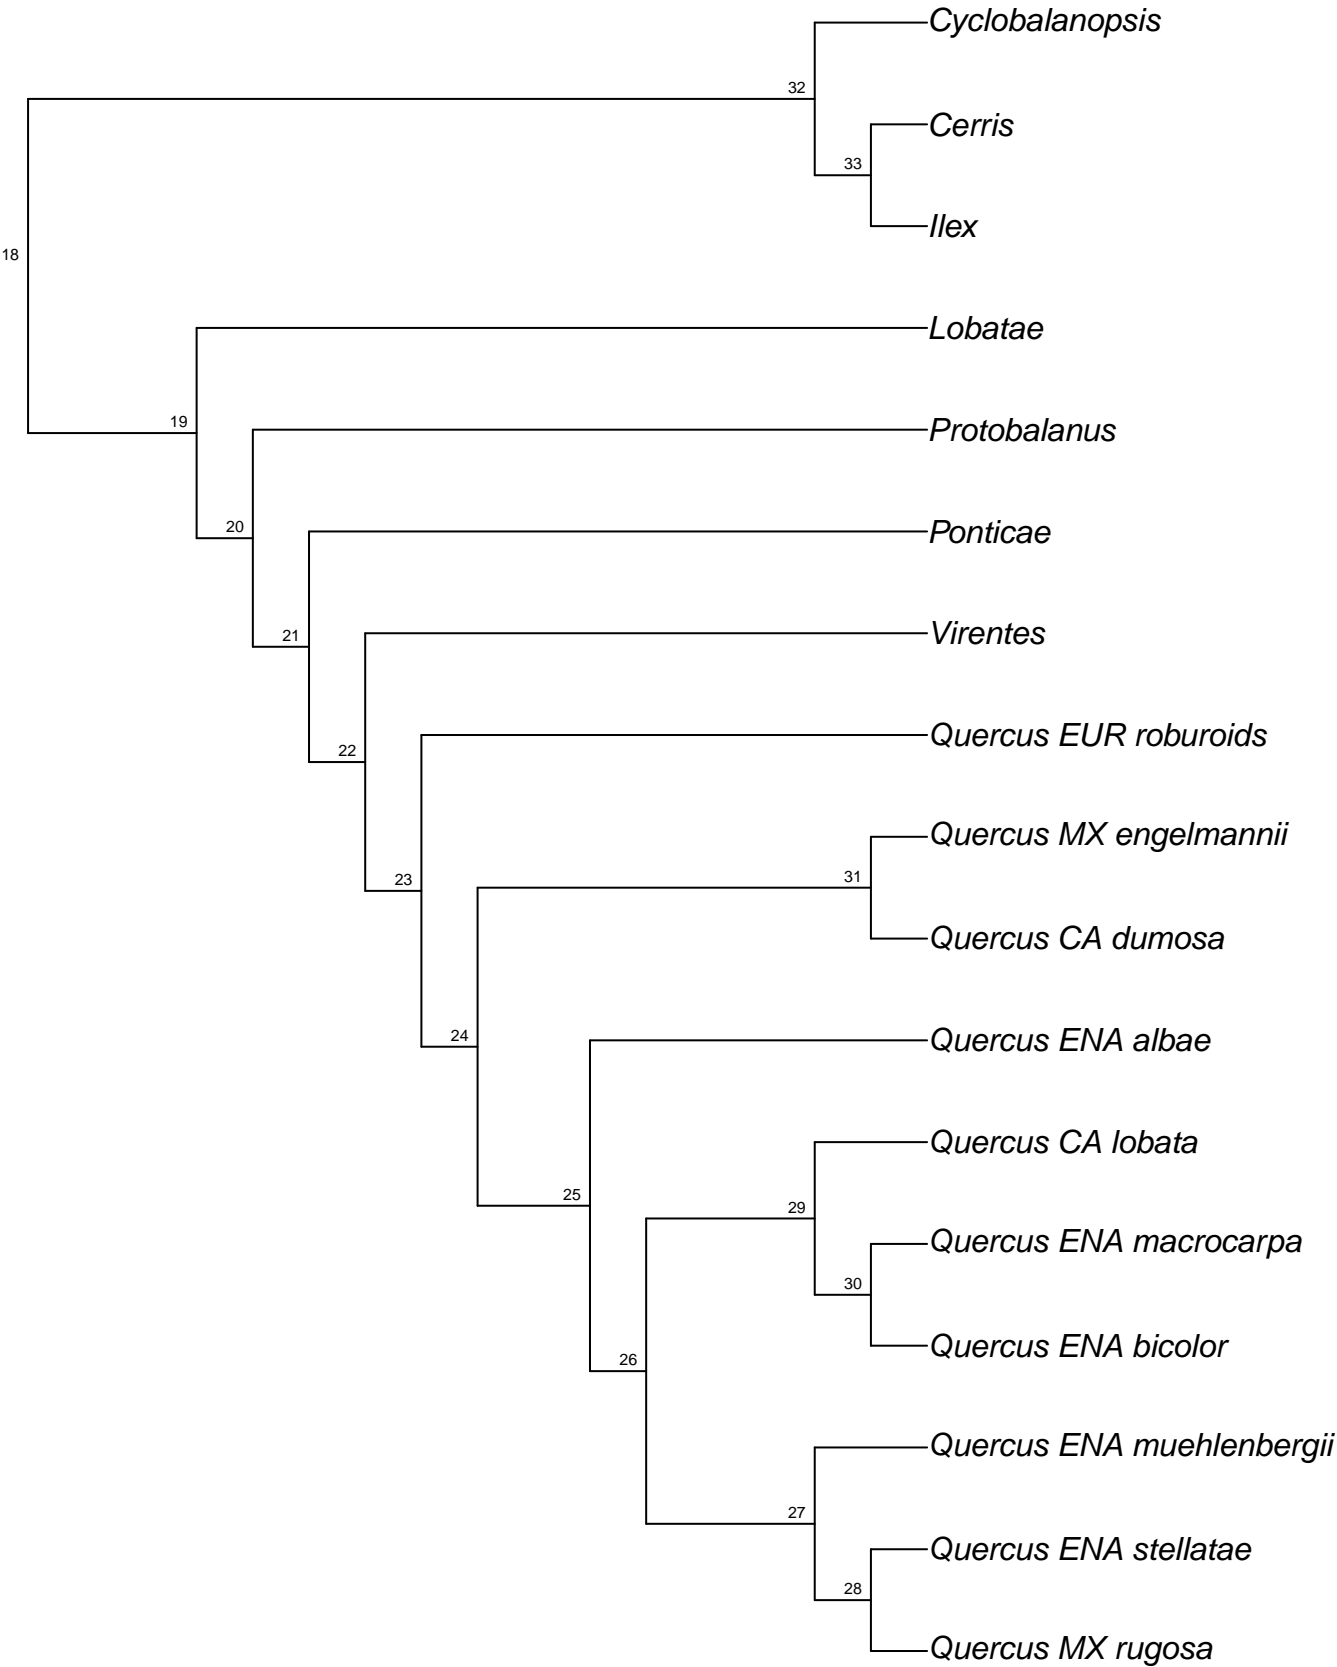 Cyclobalanopsis
32
Cerris
33
Ilex
18
Lobatae
19
Protobalanus
20
Ponticae
21
Virentes
22
Quercus EUR roburoids
Quercus MX engelmannii
31
23
Quercus CA dumosa
24
Quercus ENA albae
Quercus CA lobata
25
29
Quercus ENA macrocarpa
30
Quercus ENA bicolor
26
Quercus ENA muehlenbergii
27
Quercus ENA stellatae
28
Quercus MX rugosa